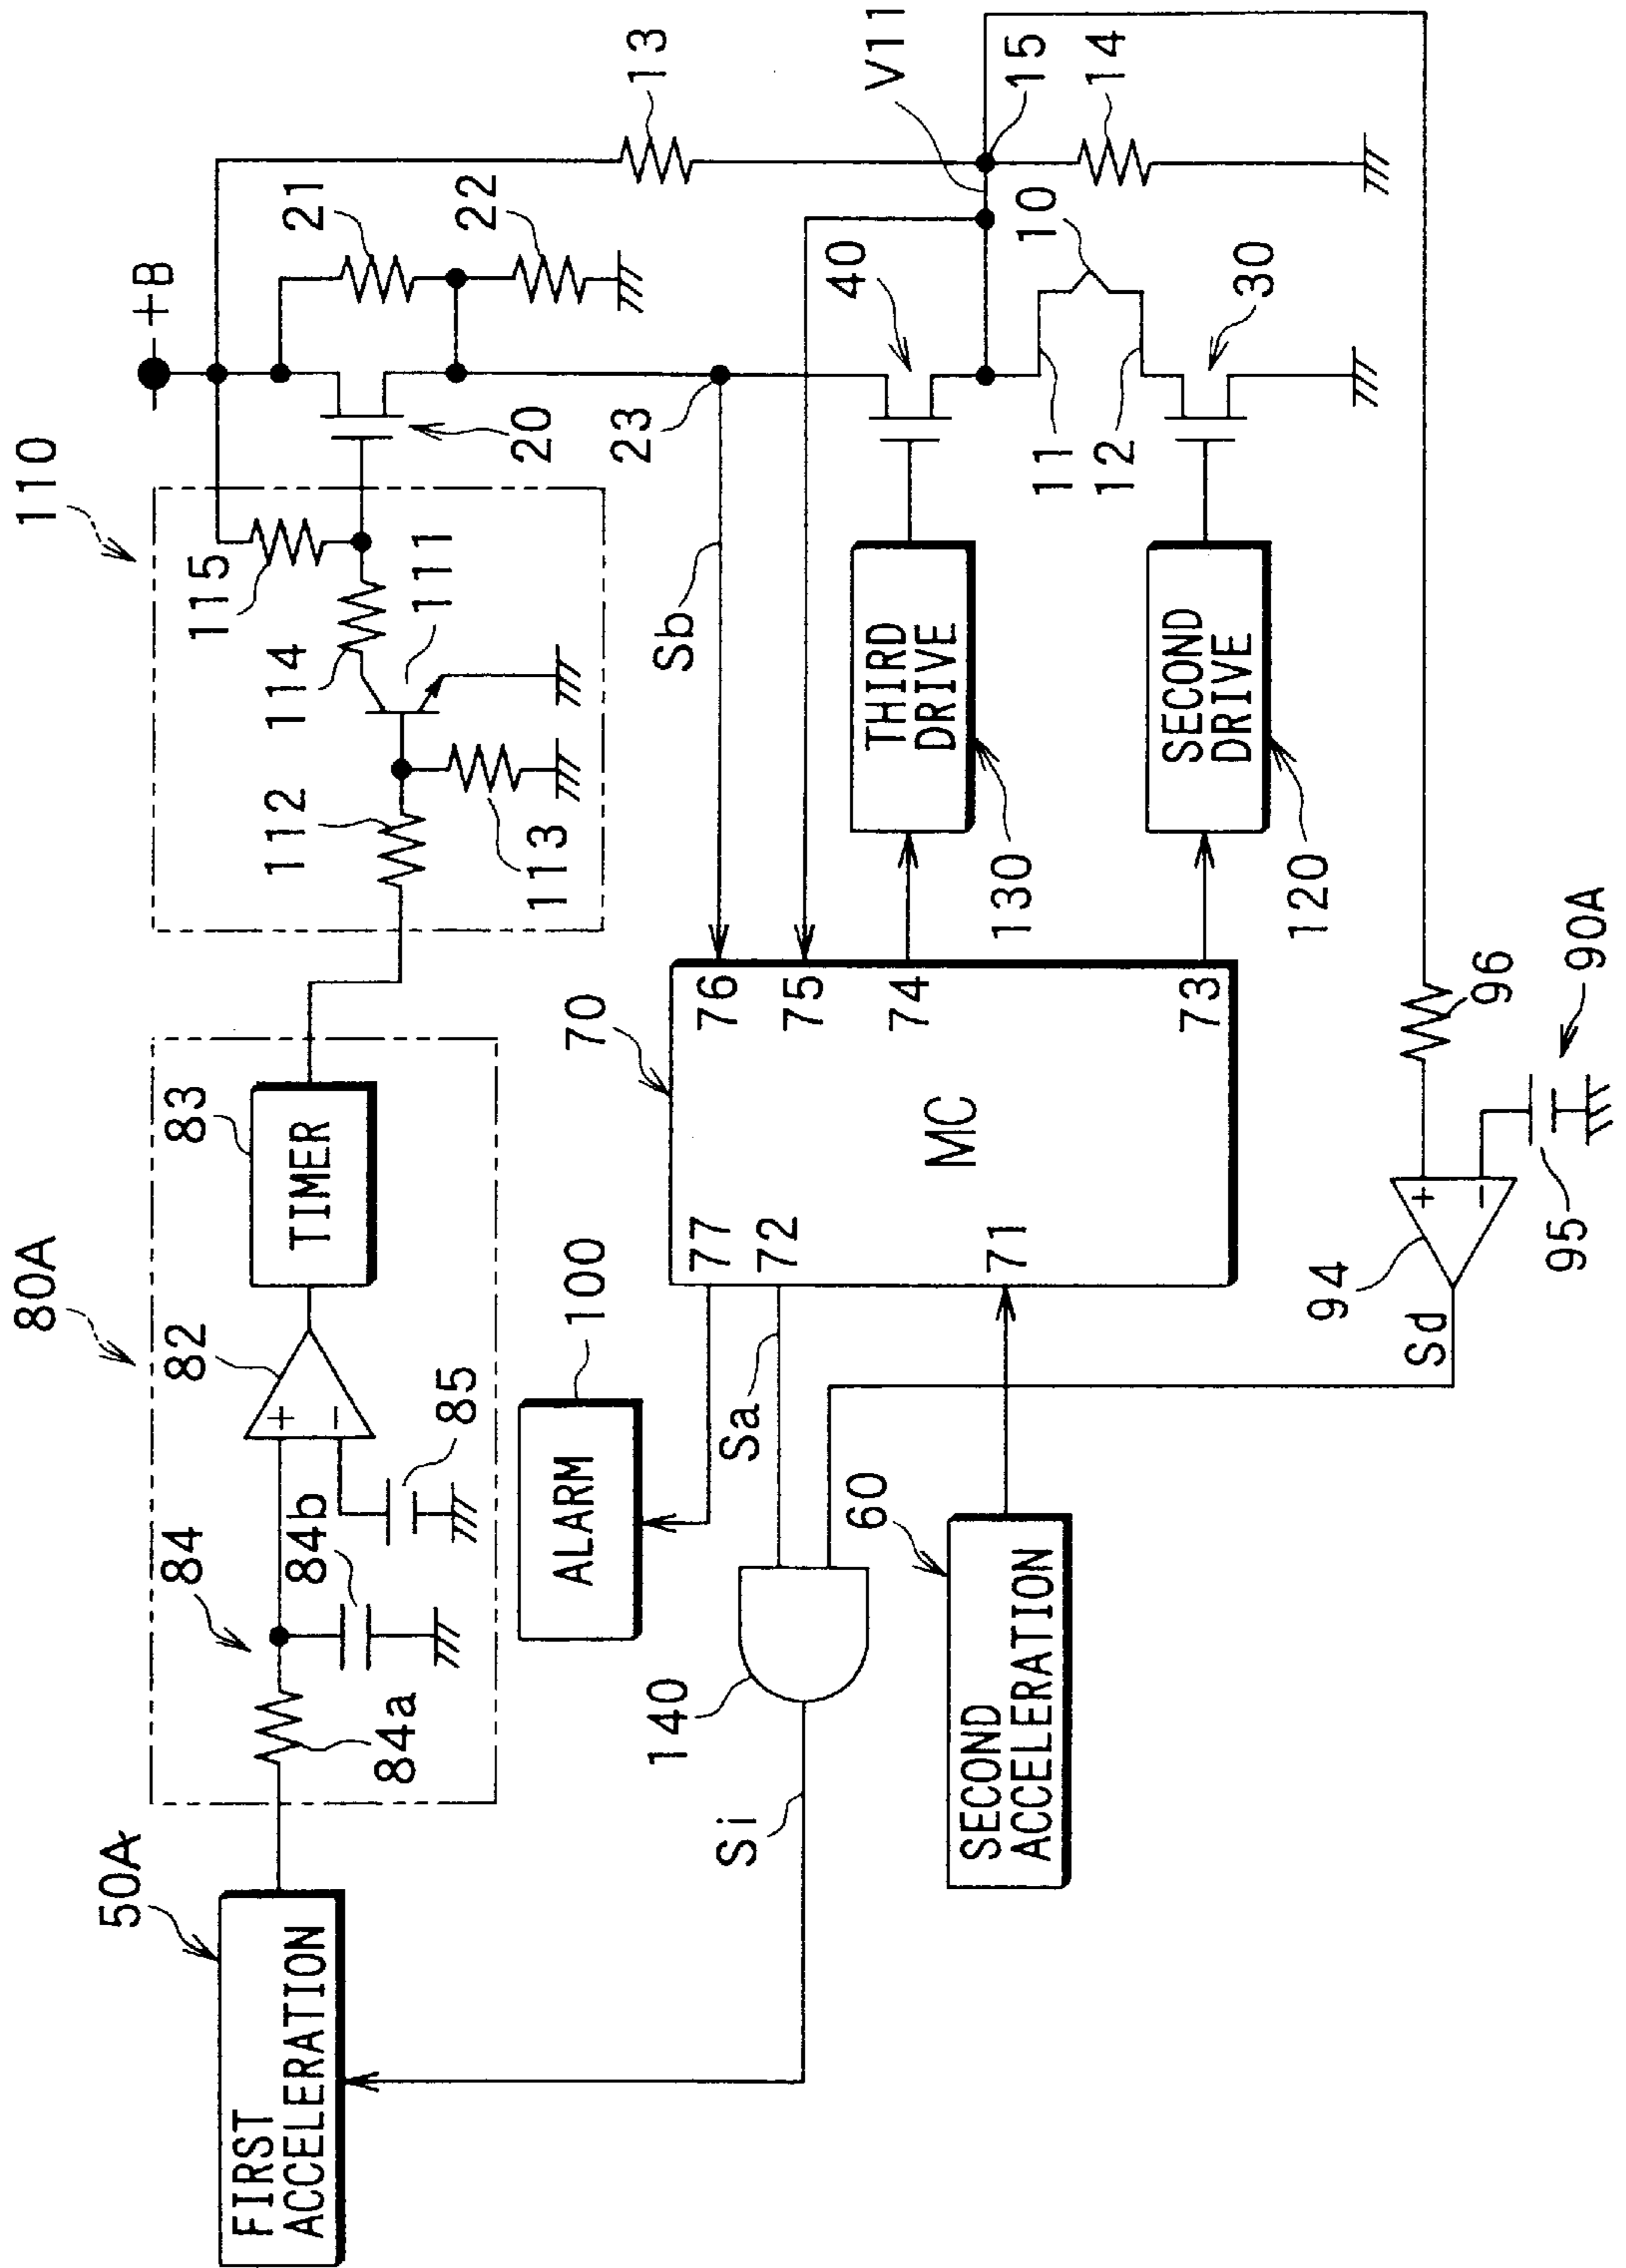 50A
FIRST
ACCELERATION
80A
84
84a
84b
82
85
83
TIMER
110
112
113
114
111
115
+B
20
21
22
23
13
100
ALARM
140
Si
Sa
60
SECOND
ACCELERATION
70
MC
77
72
71
76
75
74
73
Sb
130
THIRD
DRIVE
120
SECOND
DRIVE
40
11
12
10
30
V11
15
14
Sd
94
95
96
90A